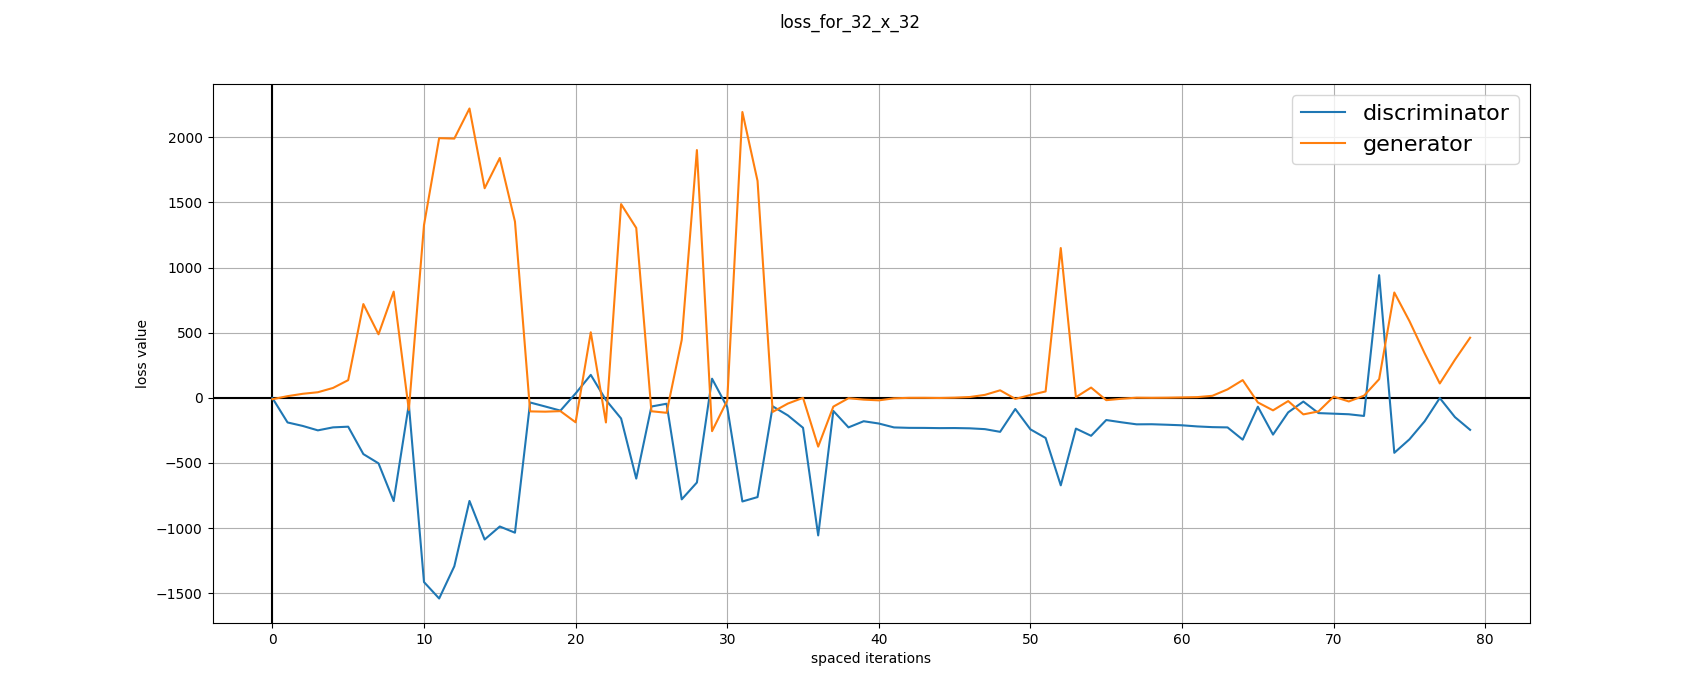 loss_for_32_x_32
discriminator
generator
2000
1500
1000
500
0
−500
−1000
−1500
loss value
0 10 20 30 40 50 60 70 80
spaced iterations